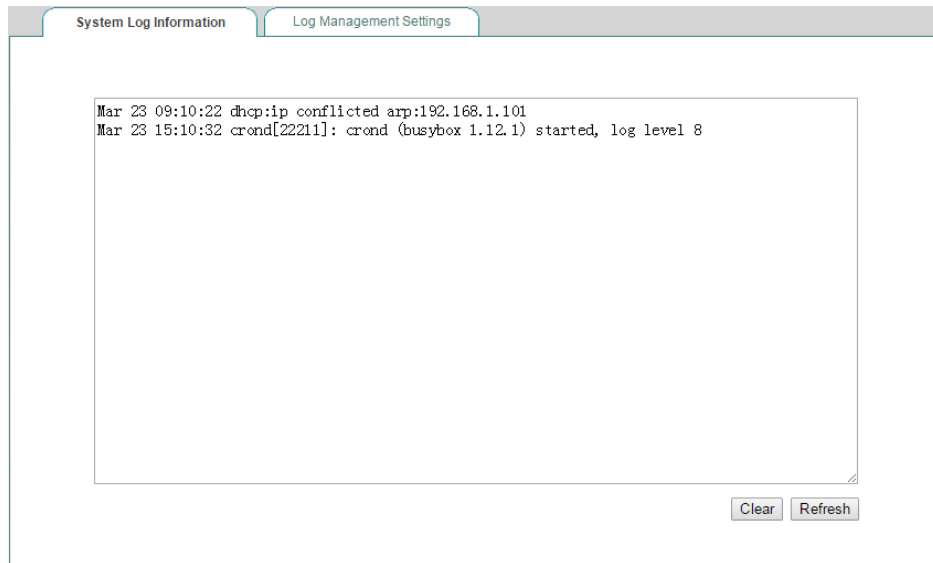 System Log Information
Log Management Settings
Mar 23 09:10:22 dhcp:ip conflicted arp:192.168.1.101
Mar 23 15:10:32 crond[22211]: crond (busybox 1.12.1) started, log level 8
Clear
Refresh